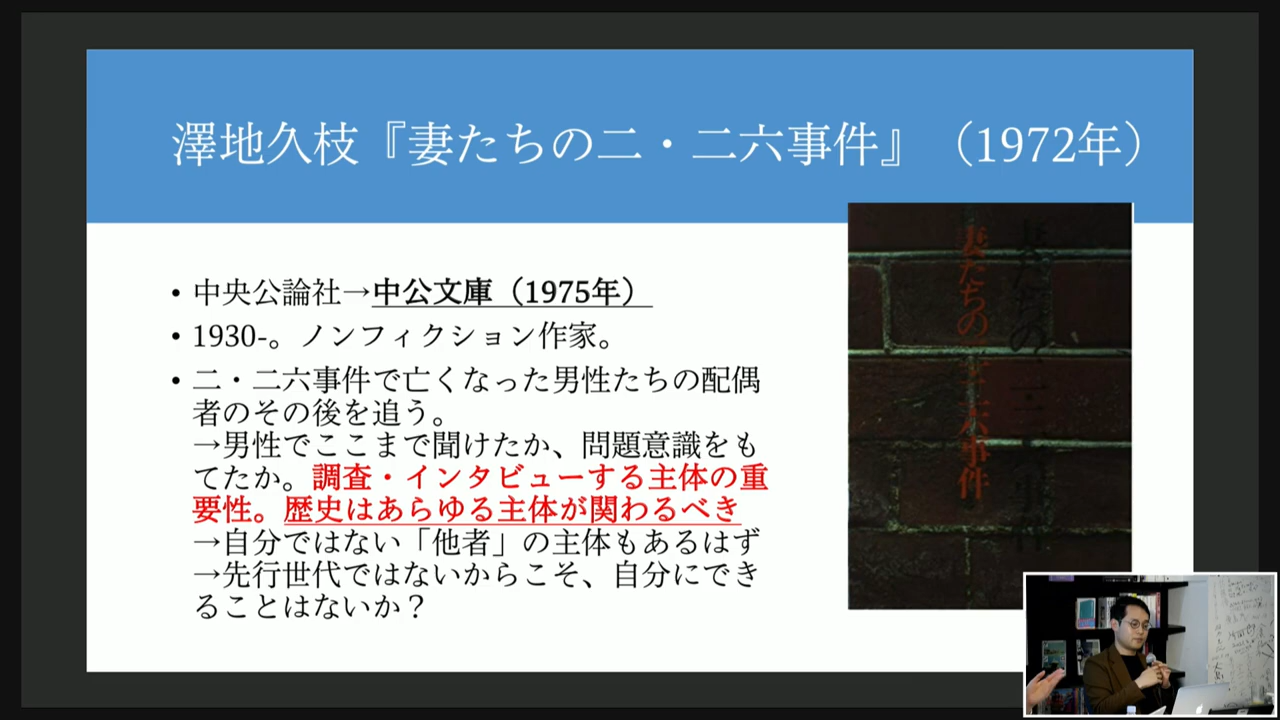 澤地久枝『妻たちの二・二六事件』（1972年）
• 中央公論社→中公文庫（1975年）
• 1930-。ノンフィクション作家。
• 二・二六事件で亡くなった男性たちの配偶
者のその後を追う。
→男性でここまで聞けたか、問題意識をも
てたか。調査・インタビューする主体の重
要性。歴史はあらゆる主体が関わるべき
→自分ではない「他者」の主体もあるはず
→先行世代ではないからこそ、自分にでき
ることはないか？
妻たちの二・二六事件